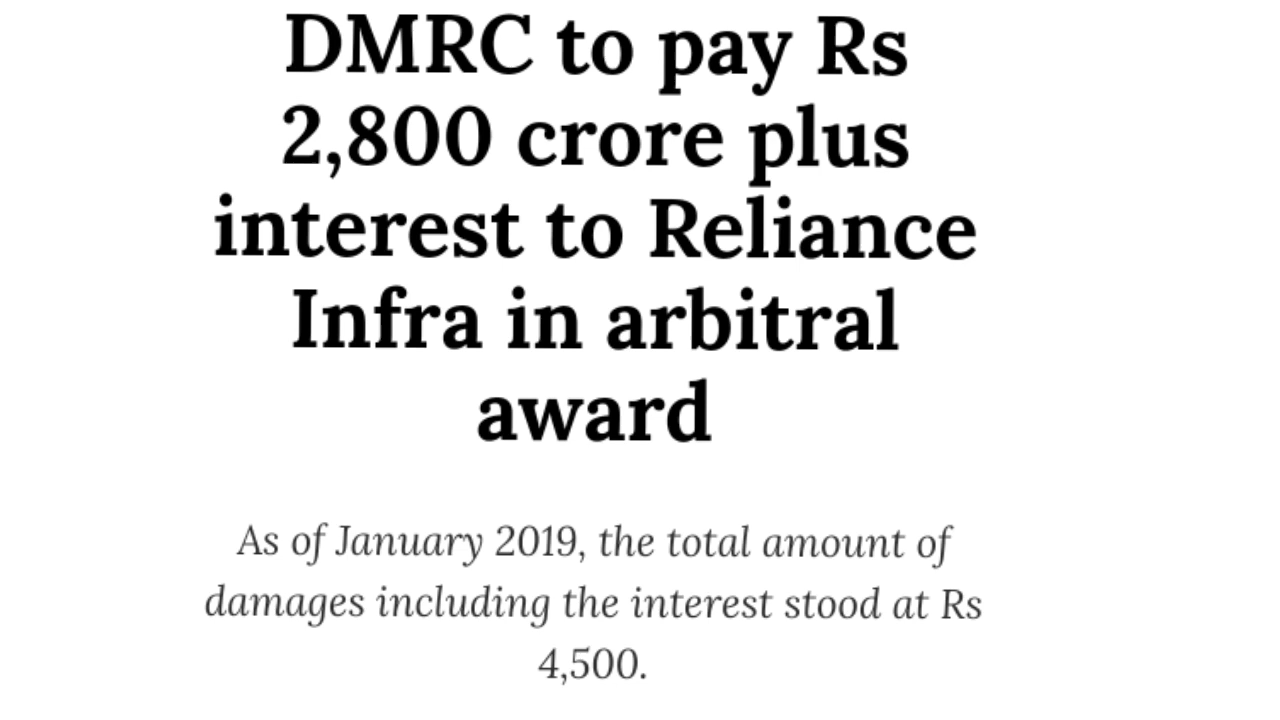 DMRC to pay Rs
2,800 crore plus
interest to Reliance
Infra in arbitral
award
As of January 2019, the total amount of
damages including the interest stood at Rs
4,500.